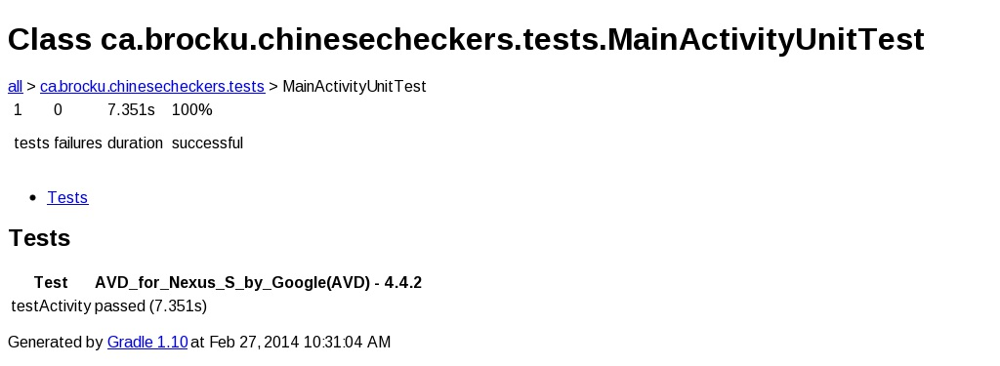 Class ca.brocku.chinesecheckers.tests.MainActivityUnitTest
all > ca.brocku.chinesecheckers.tests > MainActivityUnitTest
1 0 7.351s 100%
tests failures duration successful
• Tests
Tests
Test AVD_for_Nexus_S_by_Google(AVD) - 4.4.2
testActivity passed (7.351s)
Generated by Gradle 1.10 at Feb 27, 2014 10:31:04 AM